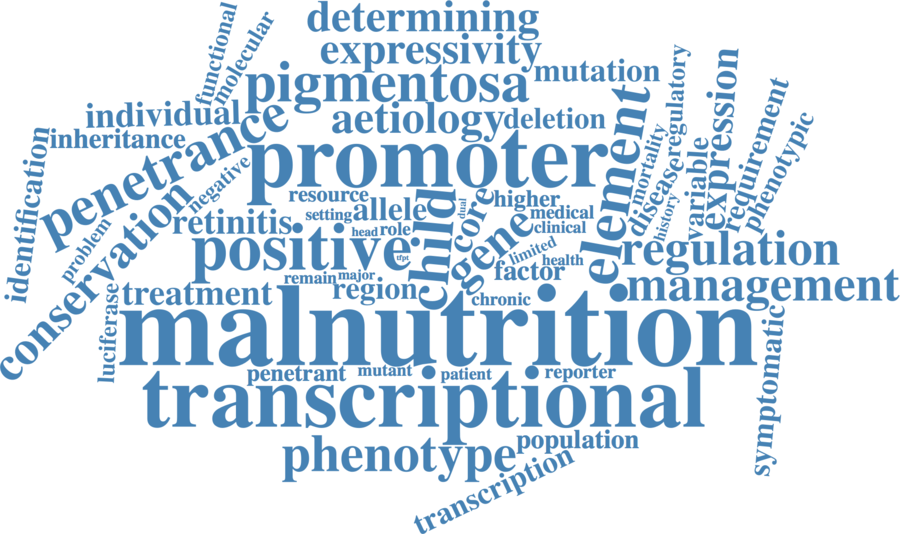 functional
molecular
determining
expressivity
pigmentosa
mutation
individual
inheritance
penetrance
aetiology
deletion
promoter
element
mortality
regulatory
disease
history
variable
expression
requirement
phenotypic
identification
problem
conservation
negative
retinitis
resource
setting
allele
head
role
positive
tfpt
child
dual
core
higher
gene
medical
clinical
limited
health
factor
regulation
management
luciferase
treatment
remain
major
region
chronic
malnutrition
symptomatic
penetrant
mutant
patient
reporter
transcriptional
phenotype
population
transcription